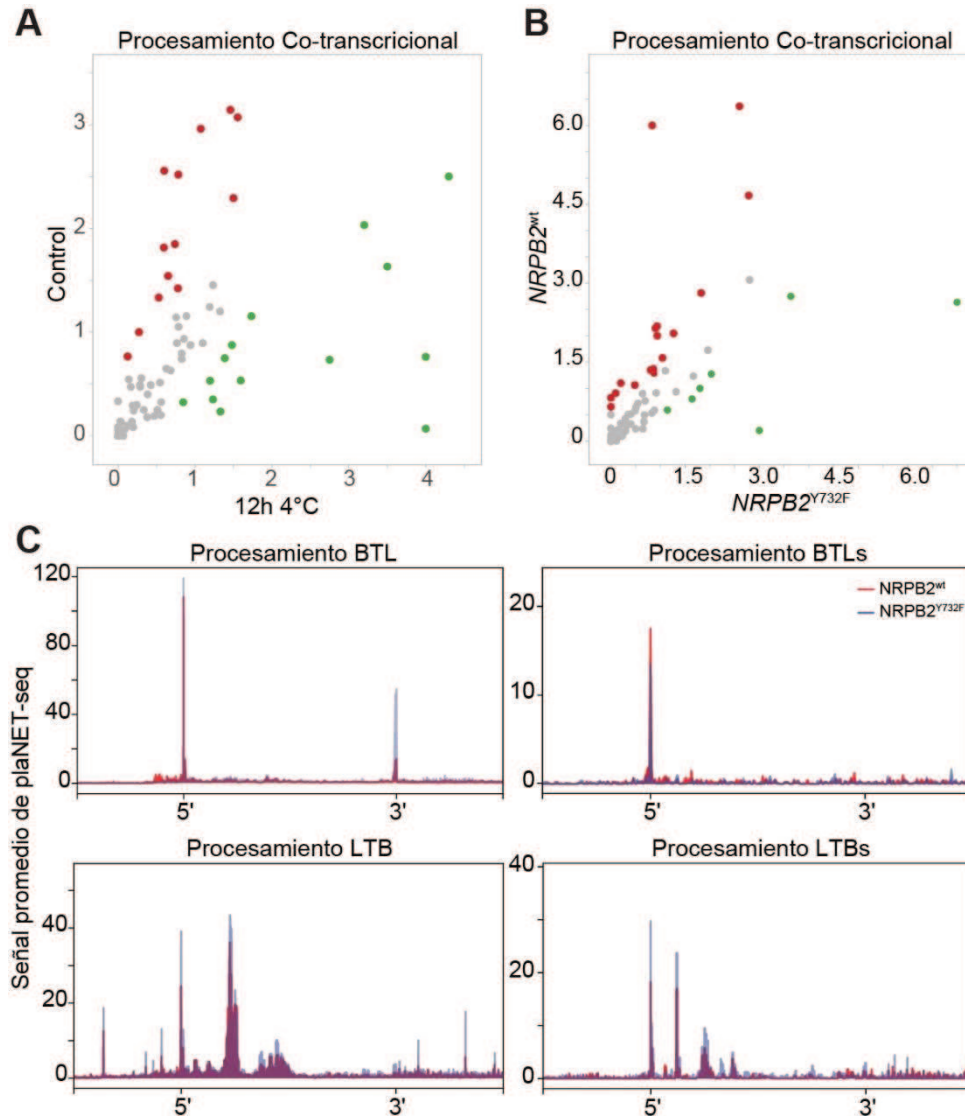 A
Procesamiento Co-transcricional
3
2
1
0
Control
0
1
2
3
4
12h 4°C
B
Procesamiento Co-transcricional
6.0
4.5
3.0
1.5
0
NRPB2wt
0
1.5
3.0
4.5
6.0
NRPB2Y732F
C
Señal promedio de plaNET-seq
Procesamiento BTL
120
80
40
0
5'
3'
Procesamiento BTLs
NRPB2wt
NRPB2Y732F
20
10
0
5'
3'
Procesamiento LTB
40
20
0
5'
3'
Procesamiento LTBs
40
20
0
5'
3'